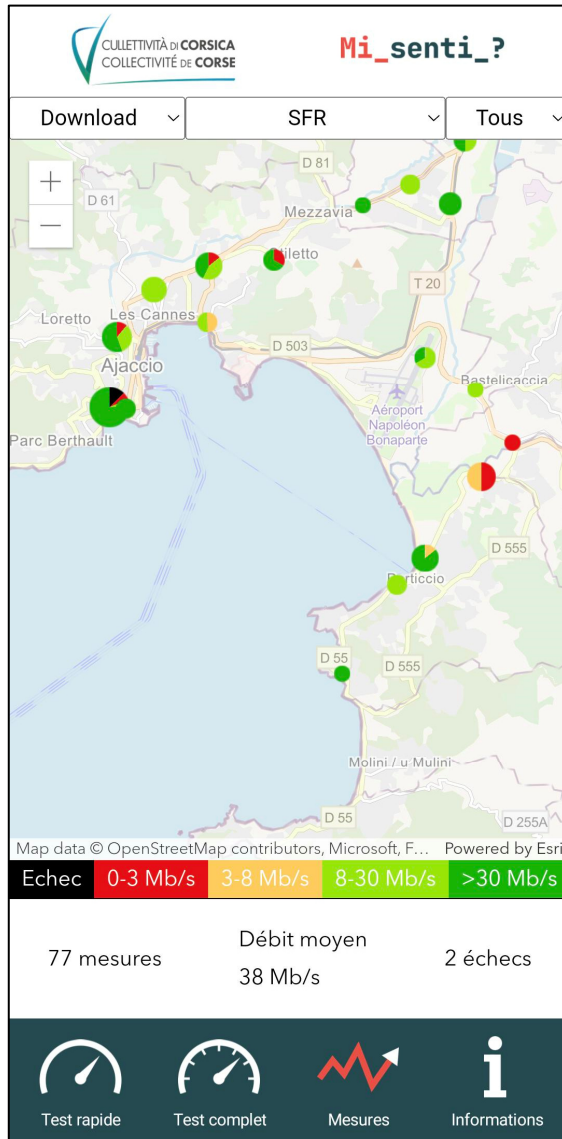 CULLETTIVITÀ DI CORSICA
COLLECTIVITÉ DE CORSE
Mi_senti_?
Download
SFR
Tous
+
−
D 81
D 61
Mezzavia
T 20
Loretto
Les Cannes
D 503
Ajaccio
Bastelicaccia
Aéroport
Napoléon
Bonaparte
Parc Berthault
D 555
D 55
D 555
Molini / u Mulini
D 55
D 255A
Map data © OpenStreetMap contributors, Microsoft, F...
Powered by Esri
Echec
0-3 Mb/s
3-8 Mb/s
8-30 Mb/s
>30 Mb/s
77 mesures
Débit moyen
38 Mb/s
2 échecs
Test rapide
Test complet
Mesures
Informations